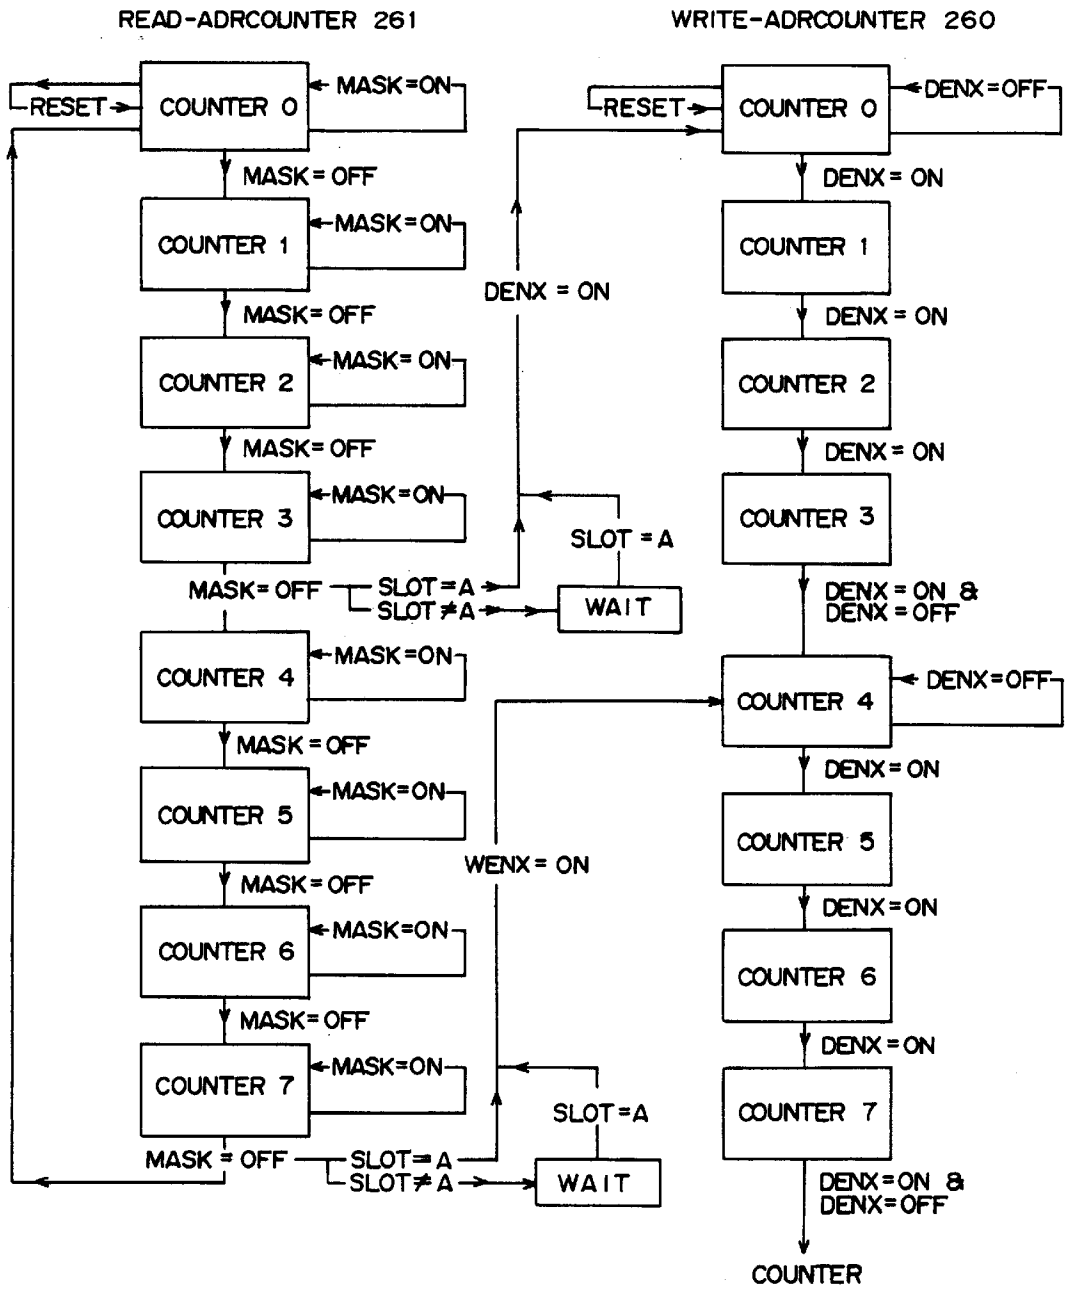 READ-ADRCOUNTER 261
WRITE-ADRCOUNTER 260
MASK=ON
RESET
COUNTER 0
MASK=OFF
MASK=ON
COUNTER 1
MASK=OFF
MASK=ON
COUNTER 2
MASK=OFF
MASK=ON
COUNTER 3
MASK=OFF
SLOT=A
SLOT≠A
WAIT
SLOT=A
DENX=ON
MASK=ON
COUNTER 4
MASK=OFF
MASK=ON
COUNTER 5
MASK=OFF
MASK=ON
COUNTER 6
MASK=OFF
MASK=ON
COUNTER 7
MASK=OFF
SLOT=A
SLOT≠A
WAIT
SLOT=A
WENX=ON
DENX=OFF
RESET
COUNTER 0
DENX=ON
COUNTER 1
DENX=ON
COUNTER 2
DENX=ON
COUNTER 3
DENX=ON &
DENX=OFF
DENX=OFF
COUNTER 4
DENX=ON
COUNTER 5
DENX=ON
COUNTER 6
DENX=ON
COUNTER 7
DENX=ON &
DENX=OFF
COUNTER